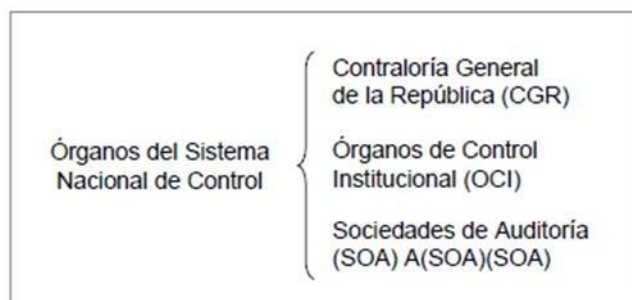 Órganos del Sistema
Nacional de Control
Contraloría General
de la República (CGR)
Órganos de Control
Institucional (OCI)
Sociedades de Auditoría
(SOA) A(SOA)(SOA)